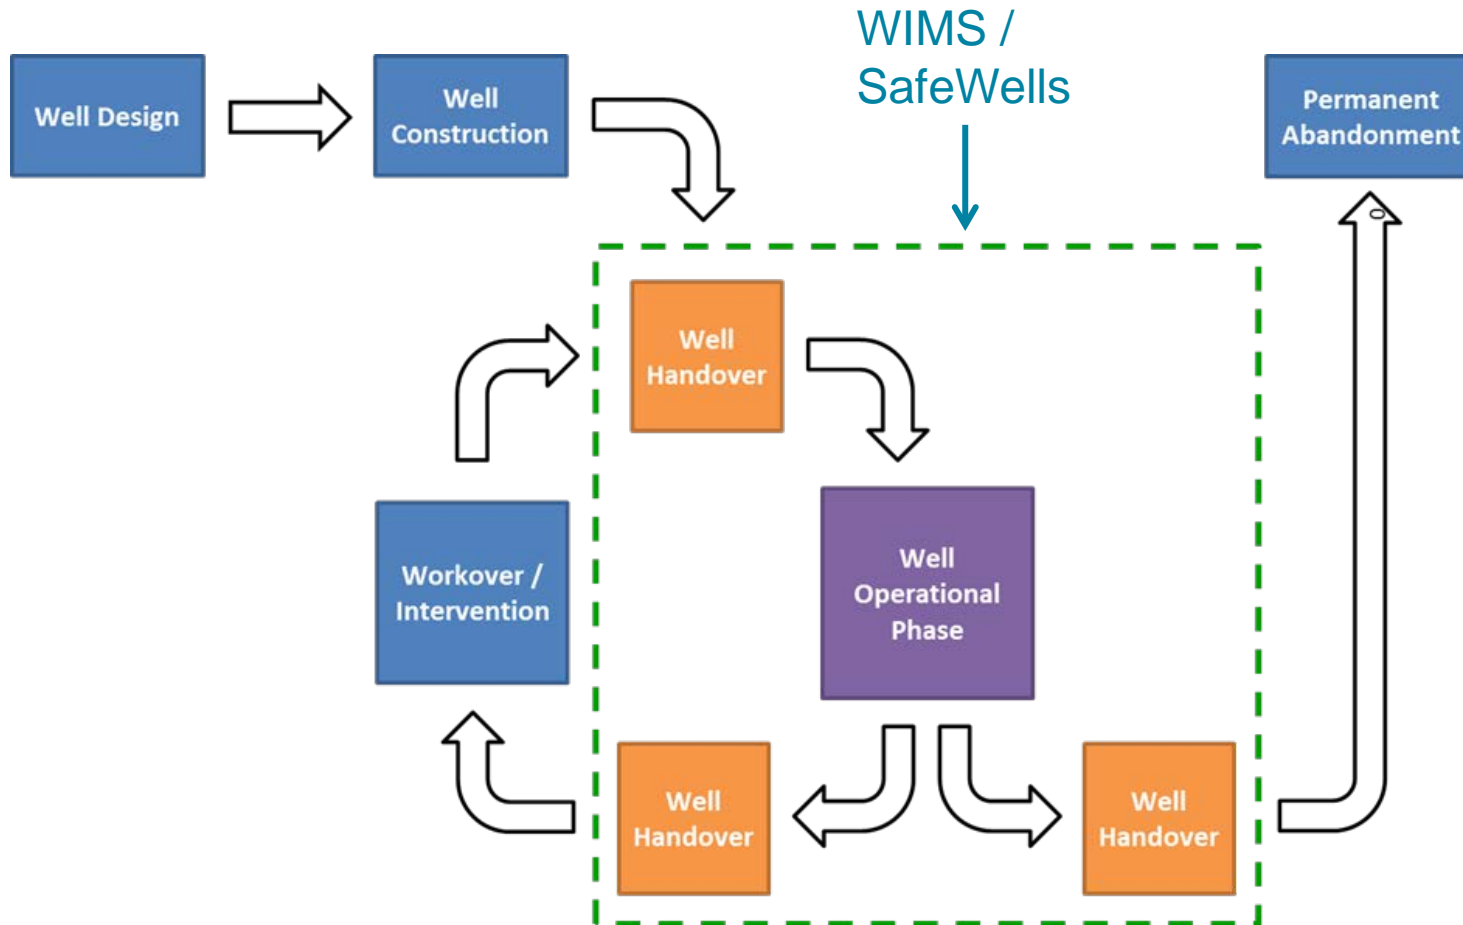 WIMS /
SafeWells
Well Design
Well
Construction
Permanent
Abandonment
0
Well
Handover
Workover /
Intervention
Well
Operational
Phase
Well
Handover
Well
Handover